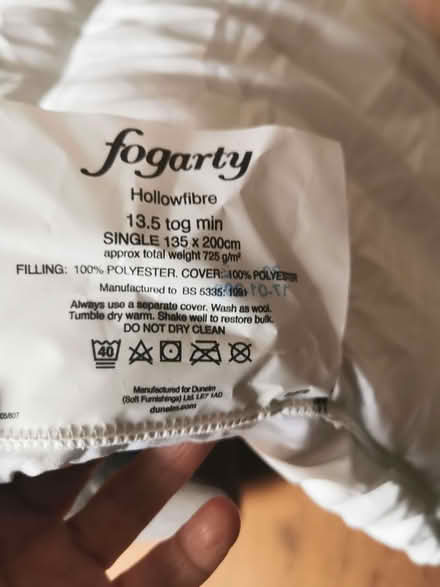 fogarty
Hollowfibre
13.5 tog min
SINGLE 135 x 200cm
approx total weight 725 g/m²
FILLING: 100% POLYESTER. COVER: 100% POLYESTER
Manufactured to BS 5335: 1991
Always use a separate cover. Wash as wool.
Tumble dry warm. Shake well to restore bulk.
DO NOT DRY CLEAN
40
Manufactured for Dunelm
(Soft Furnishings) Ltd. LE7 1AD
dunelm.com